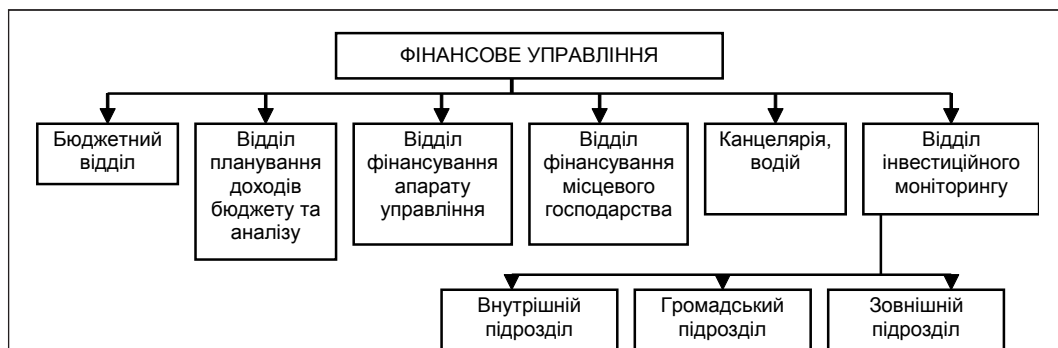 ФІНАНСОВЕ УПРАВЛІННЯ
Бюджетний
відділ
Відділ
планування
доходів
бюджету та
аналізу
Відділ
фінансування
апарату
управління
Відділ
фінансування
місцевого
господарства
Канцелярія,
водій
Відділ
інвестиційного
моніторингу
Внутрішній
підрозділ
Громадський
підрозділ
Зовнішній
підрозділ